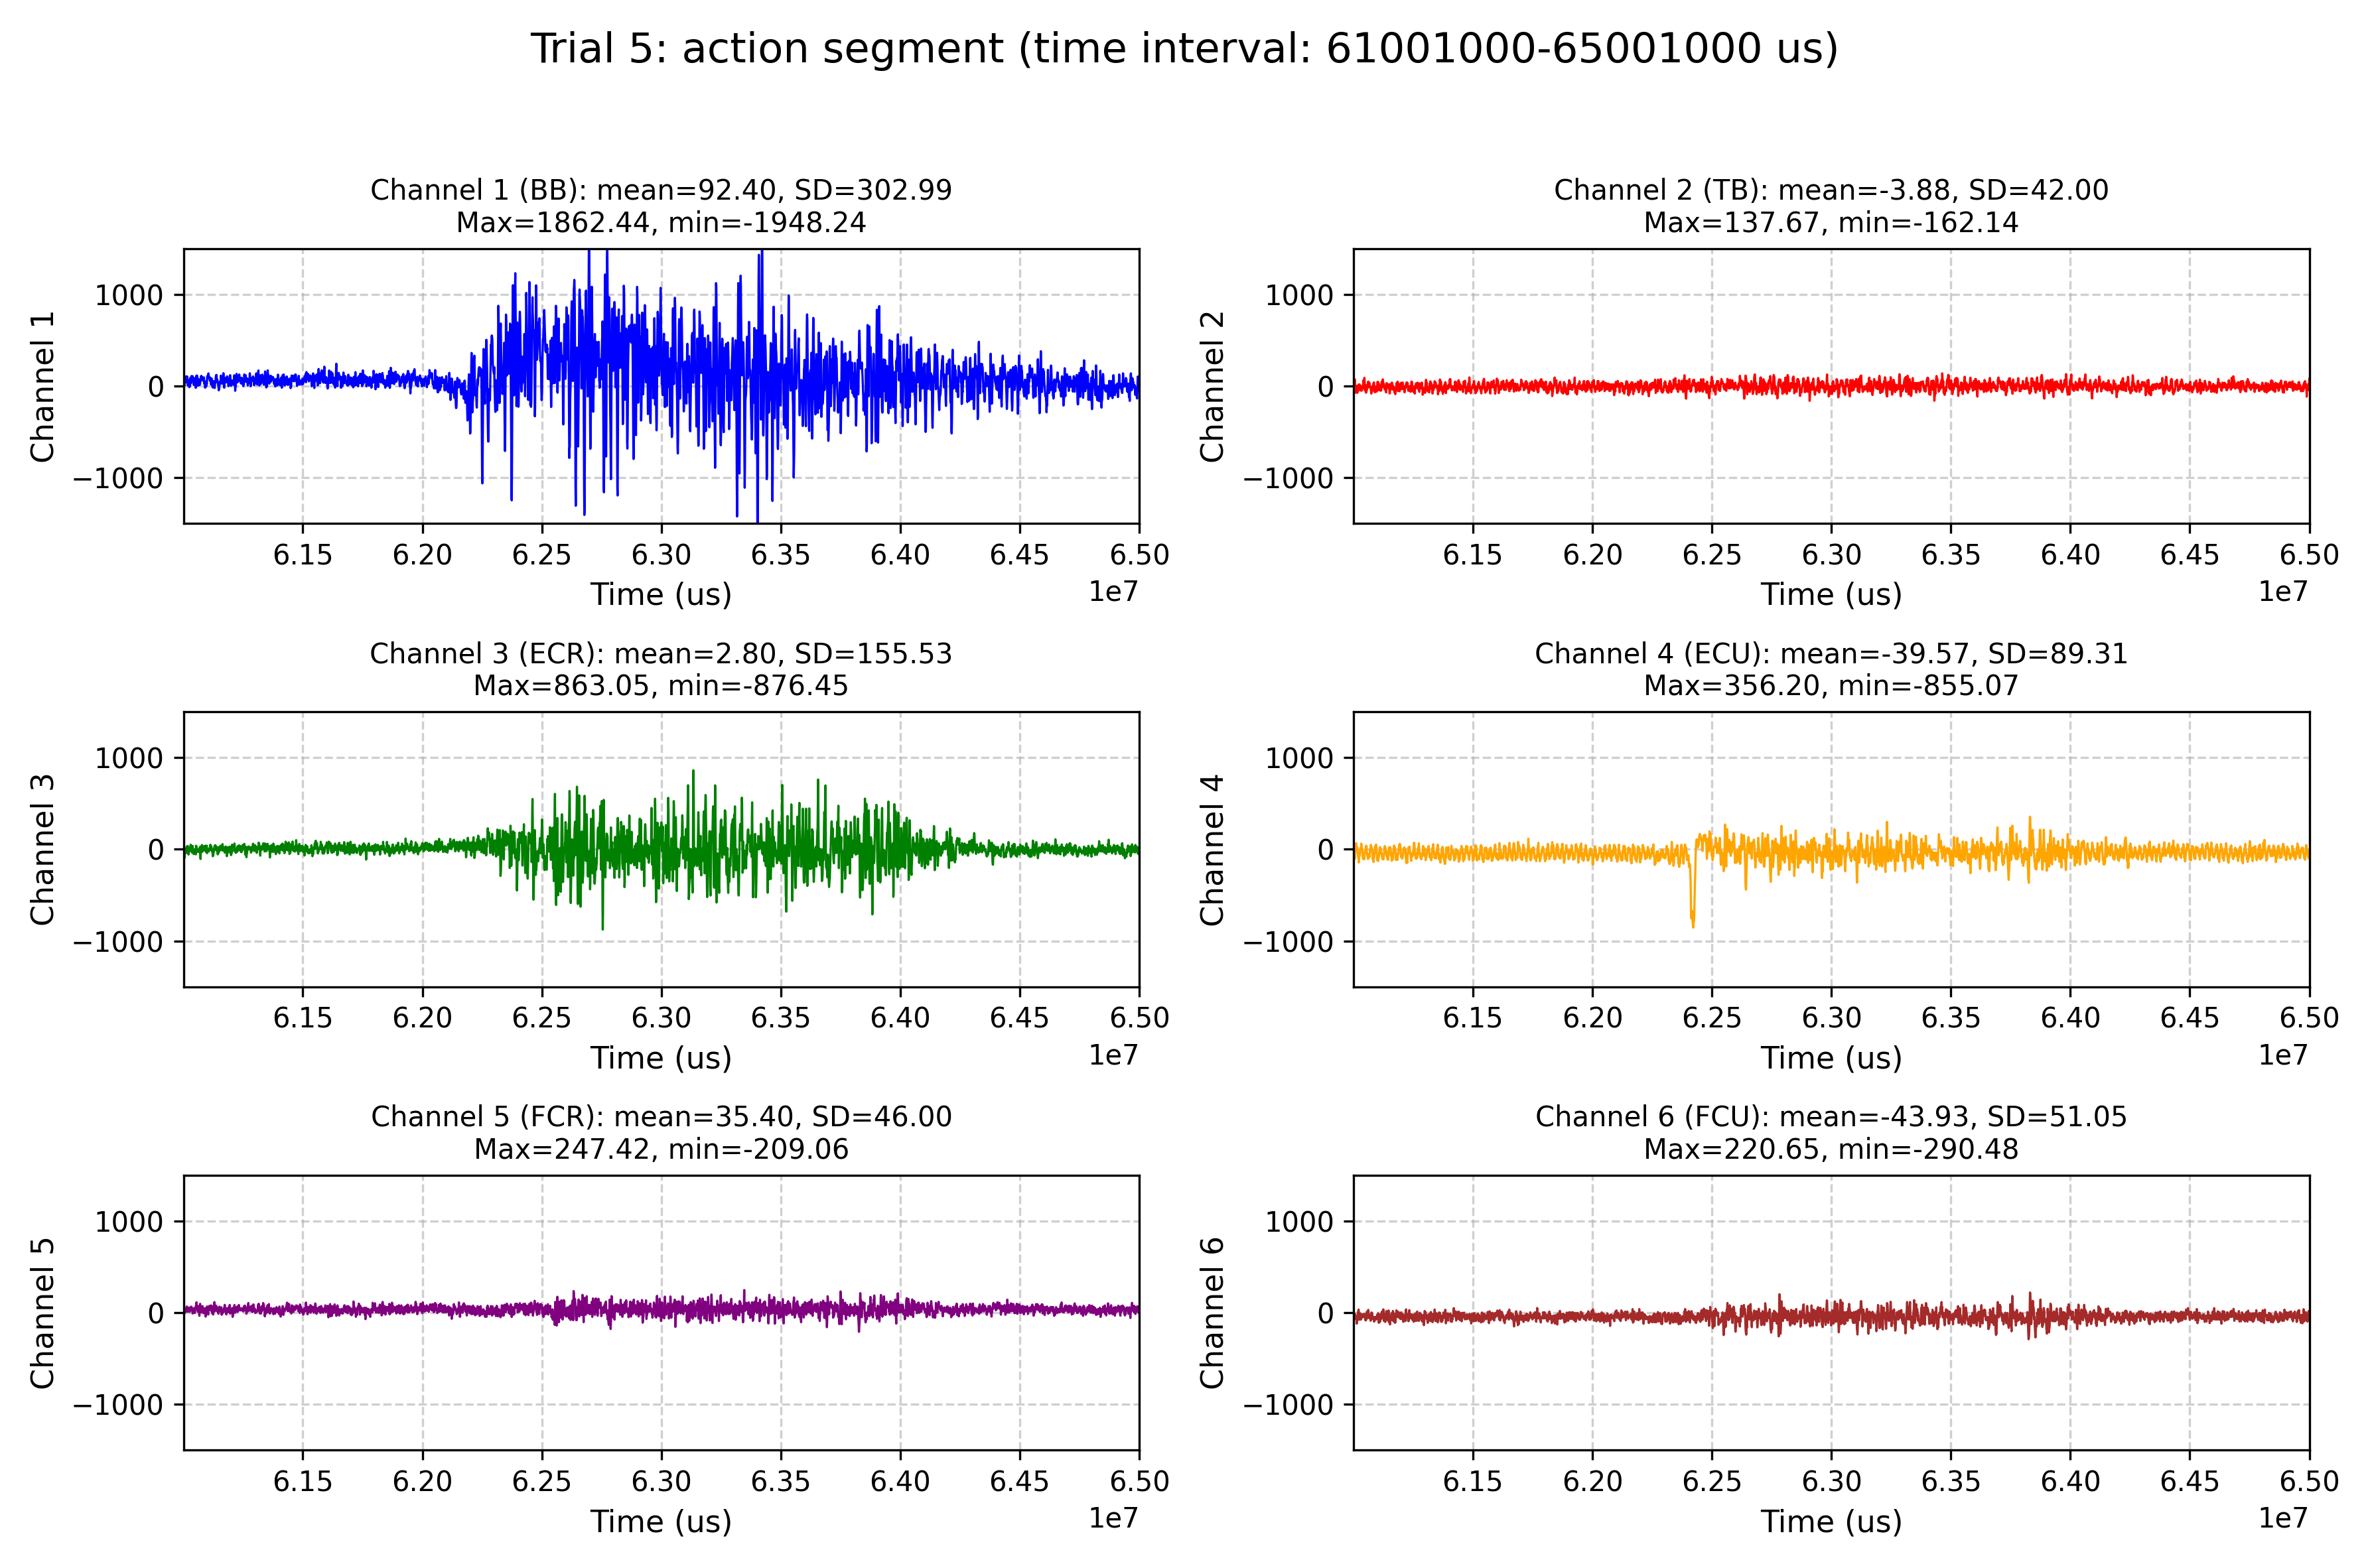 Trial 5: action segment (time interval: 61001000-65001000 us)
Channel 1 (BB): mean=92.40, SD=302.99
Max=1862.44, min=-1948.24
Channel 1
1000
0
−1000
6.15 6.20 6.25 6.30 6.35 6.40 6.45 6.50
Time (us)
1e7
Channel 2 (TB): mean=-3.88, SD=42.00
Max=137.67, min=-162.14
Channel 2
1000
0
−1000
6.15 6.20 6.25 6.30 6.35 6.40 6.45 6.50
Time (us)
1e7
Channel 3 (ECR): mean=2.80, SD=155.53
Max=863.05, min=-876.45
Channel 3
1000
0
−1000
6.15 6.20 6.25 6.30 6.35 6.40 6.45 6.50
Time (us)
1e7
Channel 4 (ECU): mean=-39.57, SD=89.31
Max=356.20, min=-855.07
Channel 4
1000
0
−1000
6.15 6.20 6.25 6.30 6.35 6.40 6.45 6.50
Time (us)
1e7
Channel 5 (FCR): mean=35.40, SD=46.00
Max=247.42, min=-209.06
Channel 5
1000
0
−1000
6.15 6.20 6.25 6.30 6.35 6.40 6.45 6.50
Time (us)
1e7
Channel 6 (FCU): mean=-43.93, SD=51.05
Max=220.65, min=-290.48
Channel 6
1000
0
−1000
6.15 6.20 6.25 6.30 6.35 6.40 6.45 6.50
Time (us)
1e7